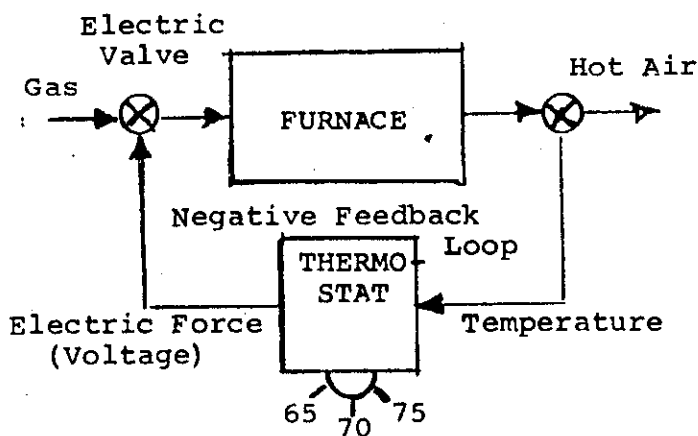 Electric
Valve
Gas
Hot Air
FURNACE
Negative Feedback
Loop
THERMO
STAT
Electric Force
(Voltage)
Temperature
65
70
75